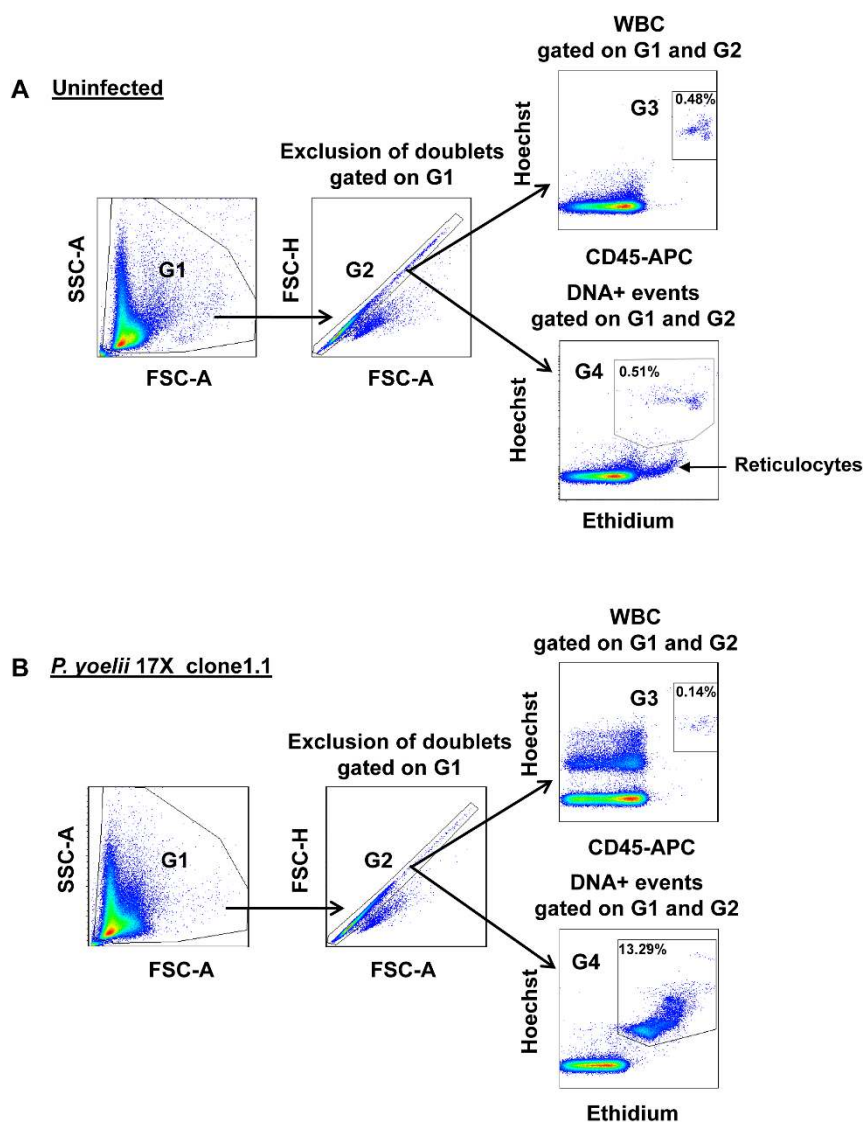 A Uninfected
WBC
gated on G1 and G2
Hoechst
G3
0.48%
CD45-APC
Exclusion of doublets
gated on G1
SSC-A
G1
FSC-A
FSC-H
G2
FSC-A
DNA+ events
gated on G1 and G2
Hoechst
G4
0.51%
Reticulocytes
Ethidium
B P. yoelii 17X clone1.1
WBC
gated on G1 and G2
Hoechst
G3
0.14%
CD45-APC
Exclusion of doublets
gated on G1
SSC-A
G1
FSC-A
FSC-H
G2
FSC-A
DNA+ events
gated on G1 and G2
Hoechst
G4
13.29%
Ethidium